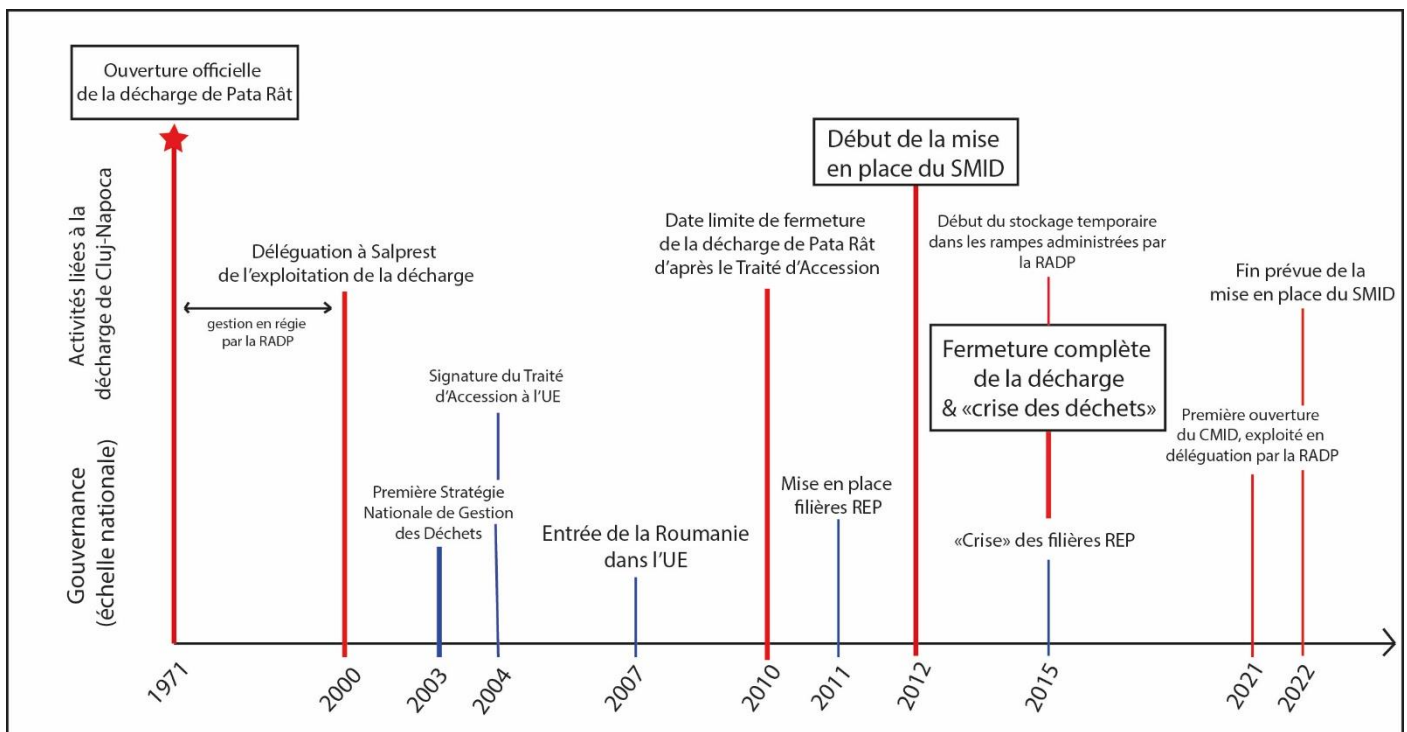 Ouverture officielle
de la décharge de Pata Rât
Activités liées à la
décharge de Cluj-Napoca
gestion en régie
par la RADP
Déléguation à Salprest
de l'exploitation de la décharge
Date limite de fermeture
de la décharge de Pata Rât
d'après le Traité d'Accession
Début de la mise
en place du SMID
Début du stockage temporaire
dans les rampes administrées par
la RADP
Fermeture complète
de la décharge
& «crise des déchets»
Fin prévue de la
mise en place du SMID
Première ouverture
du CMID, exploité en
déléguation par la RADP
Gouvernance
(échelle nationale)
Première Stratégie
Nationale de Gestion
des Déchets
Signature du Traité
d'Accession à l'UE
Entrée de la Roumanie
dans l'UE
Mise en place
filières REP
«Crise» des filières REP
1971
2000
2003
2004
2007
2010
2011
2012
2015
2021
2022